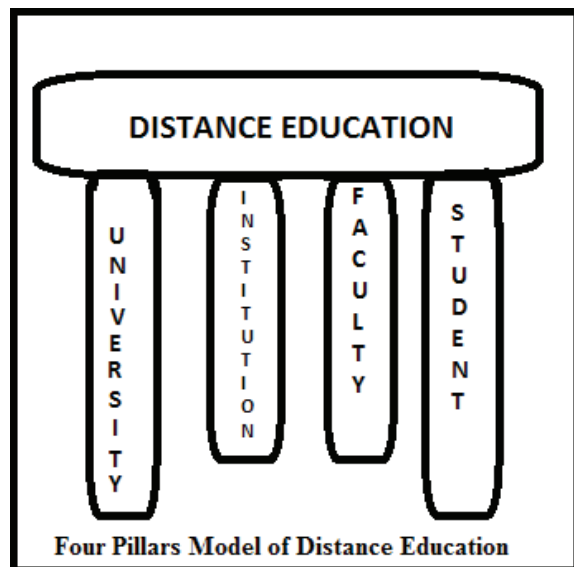 DISTANCE EDUCATION
UNIVERSITY
INSTITUTION
FACULTY
STUDENT
Four Pillars Model of Distance Education